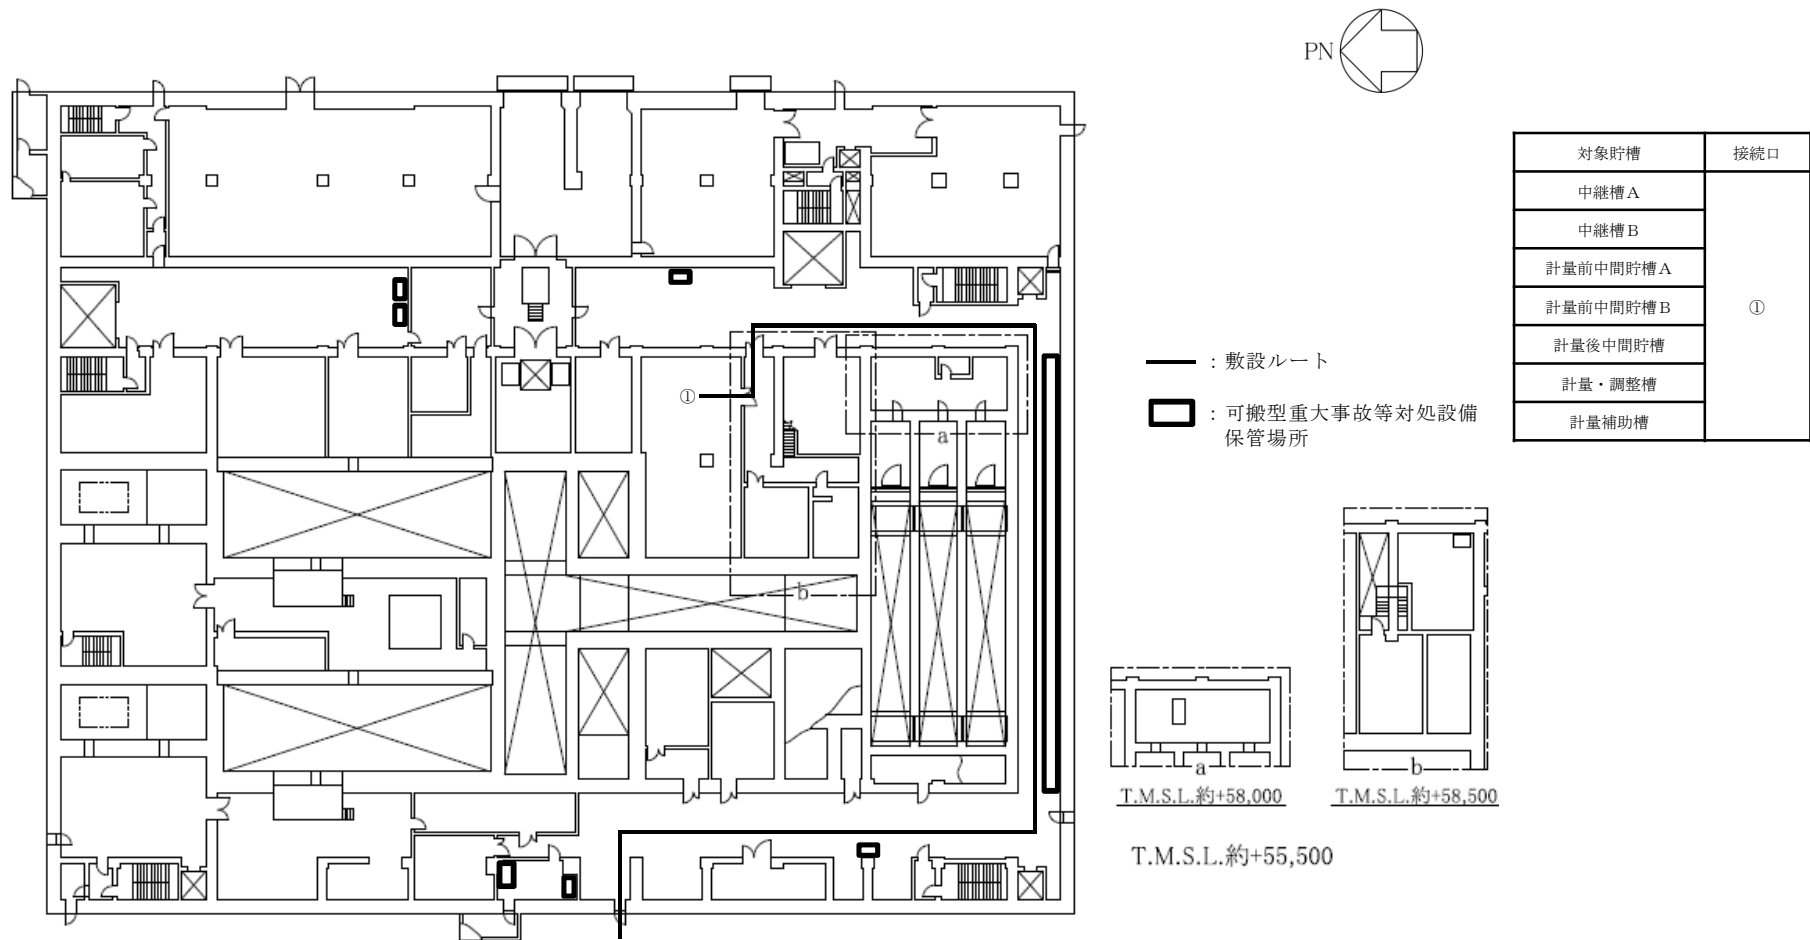 PN
対象貯槽 接続口
中継槽A
中継槽B
計量前中間貯槽A
計量前中間貯槽B
計量後中間貯槽
計量・調整槽
計量補助槽
①
：敷設ルート
：可搬型重大事故等対処設備
保管場所
①
a
b
a
T.M.S.L.約+58,000
b
T.M.S.L.約+58,500
T.M.S.L.約+55,500